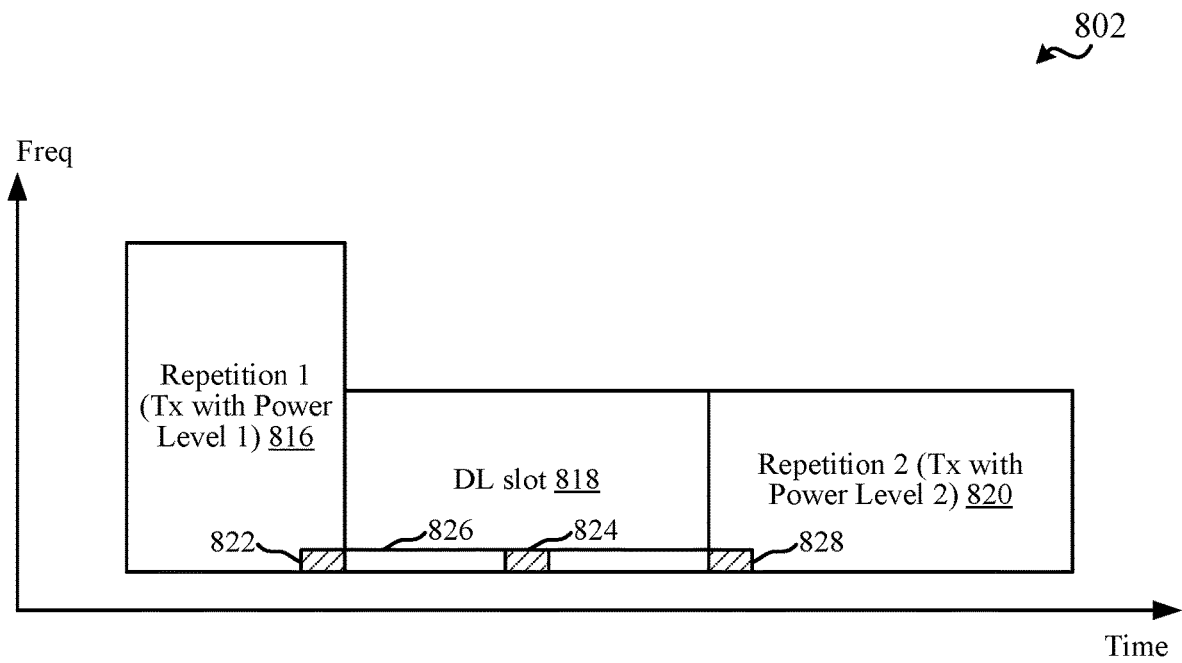 802
Freq
Repetition 1
(Tx with Power
Level 1) 816
DL slot 818
Repetition 2 (Tx with
Power Level 2) 820
822
826
824
828
Time